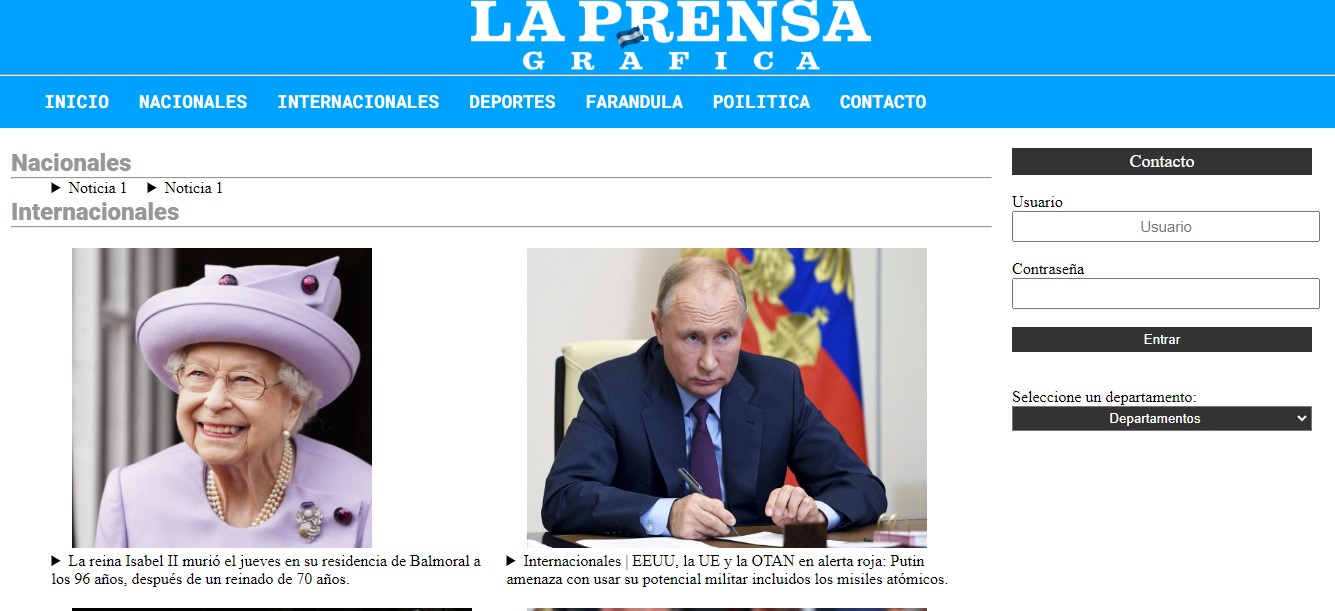 LA PRENSA
GRAFICA
INICIO NACIONALES INTERNACIONALES DEPORTES FARANDULA POILITICA CONTACTO
Nacionales
▶ Noticia 1 ▶ Noticia 1
Internacionales
▶ La reina Isabel II murió el jueves en su residencia de Balmoral a
los 96 años, después de un reinado de 70 años.
▶ Internacionales | EEUU, la UE y la OTAN en alerta roja: Putin
amenaza con usar su potencial militar incluidos los misiles atómicos.
Contacto
Usuario
Usuario
Contraseña
Entrar
Seleccione un departamento:
Departamentos